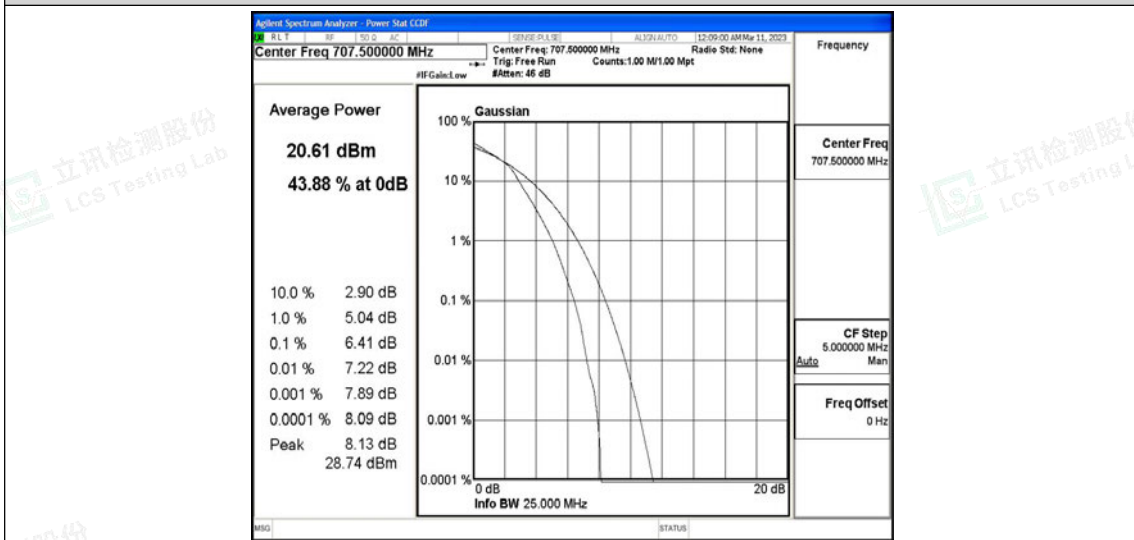 Agilent Spectrum Analyzer - Power Stat CCDF
RLT RF 50 Ω AC SENSE:PULSE ALIGN AUTO 12:09:00 AM Mar 11, 2023
Center Freq 707.500000 MHz
Center Freq: 707.500000 MHz Radio Std: None
Trig: Free Run Counts:1.00 M/1.00 Mpt
#IFGain:Low #Atten: 46 dB
Frequency
Average Power
20.61 dBm
43.88 % at 0dB
10.0 % 2.90 dB
1.0 % 5.04 dB
0.1 % 6.41 dB
0.01 % 7.22 dB
0.001 % 7.89 dB
0.0001 % 8.09 dB
Peak 8.13 dB
28.74 dBm
Gaussian
100 %
10 %
1 %
0.1 %
0.01 %
0.001 %
0.0001 %
0 dB 20 dB
Info BW 25.000 MHz
Center Freq
707.500000 MHz
CF Step
5.000000 MHz
Auto Man
Freq Offset
0 Hz
MSG STATUS
立讯检测股份
LCS Testing Lab
立讯检测股份
LCS Testing L